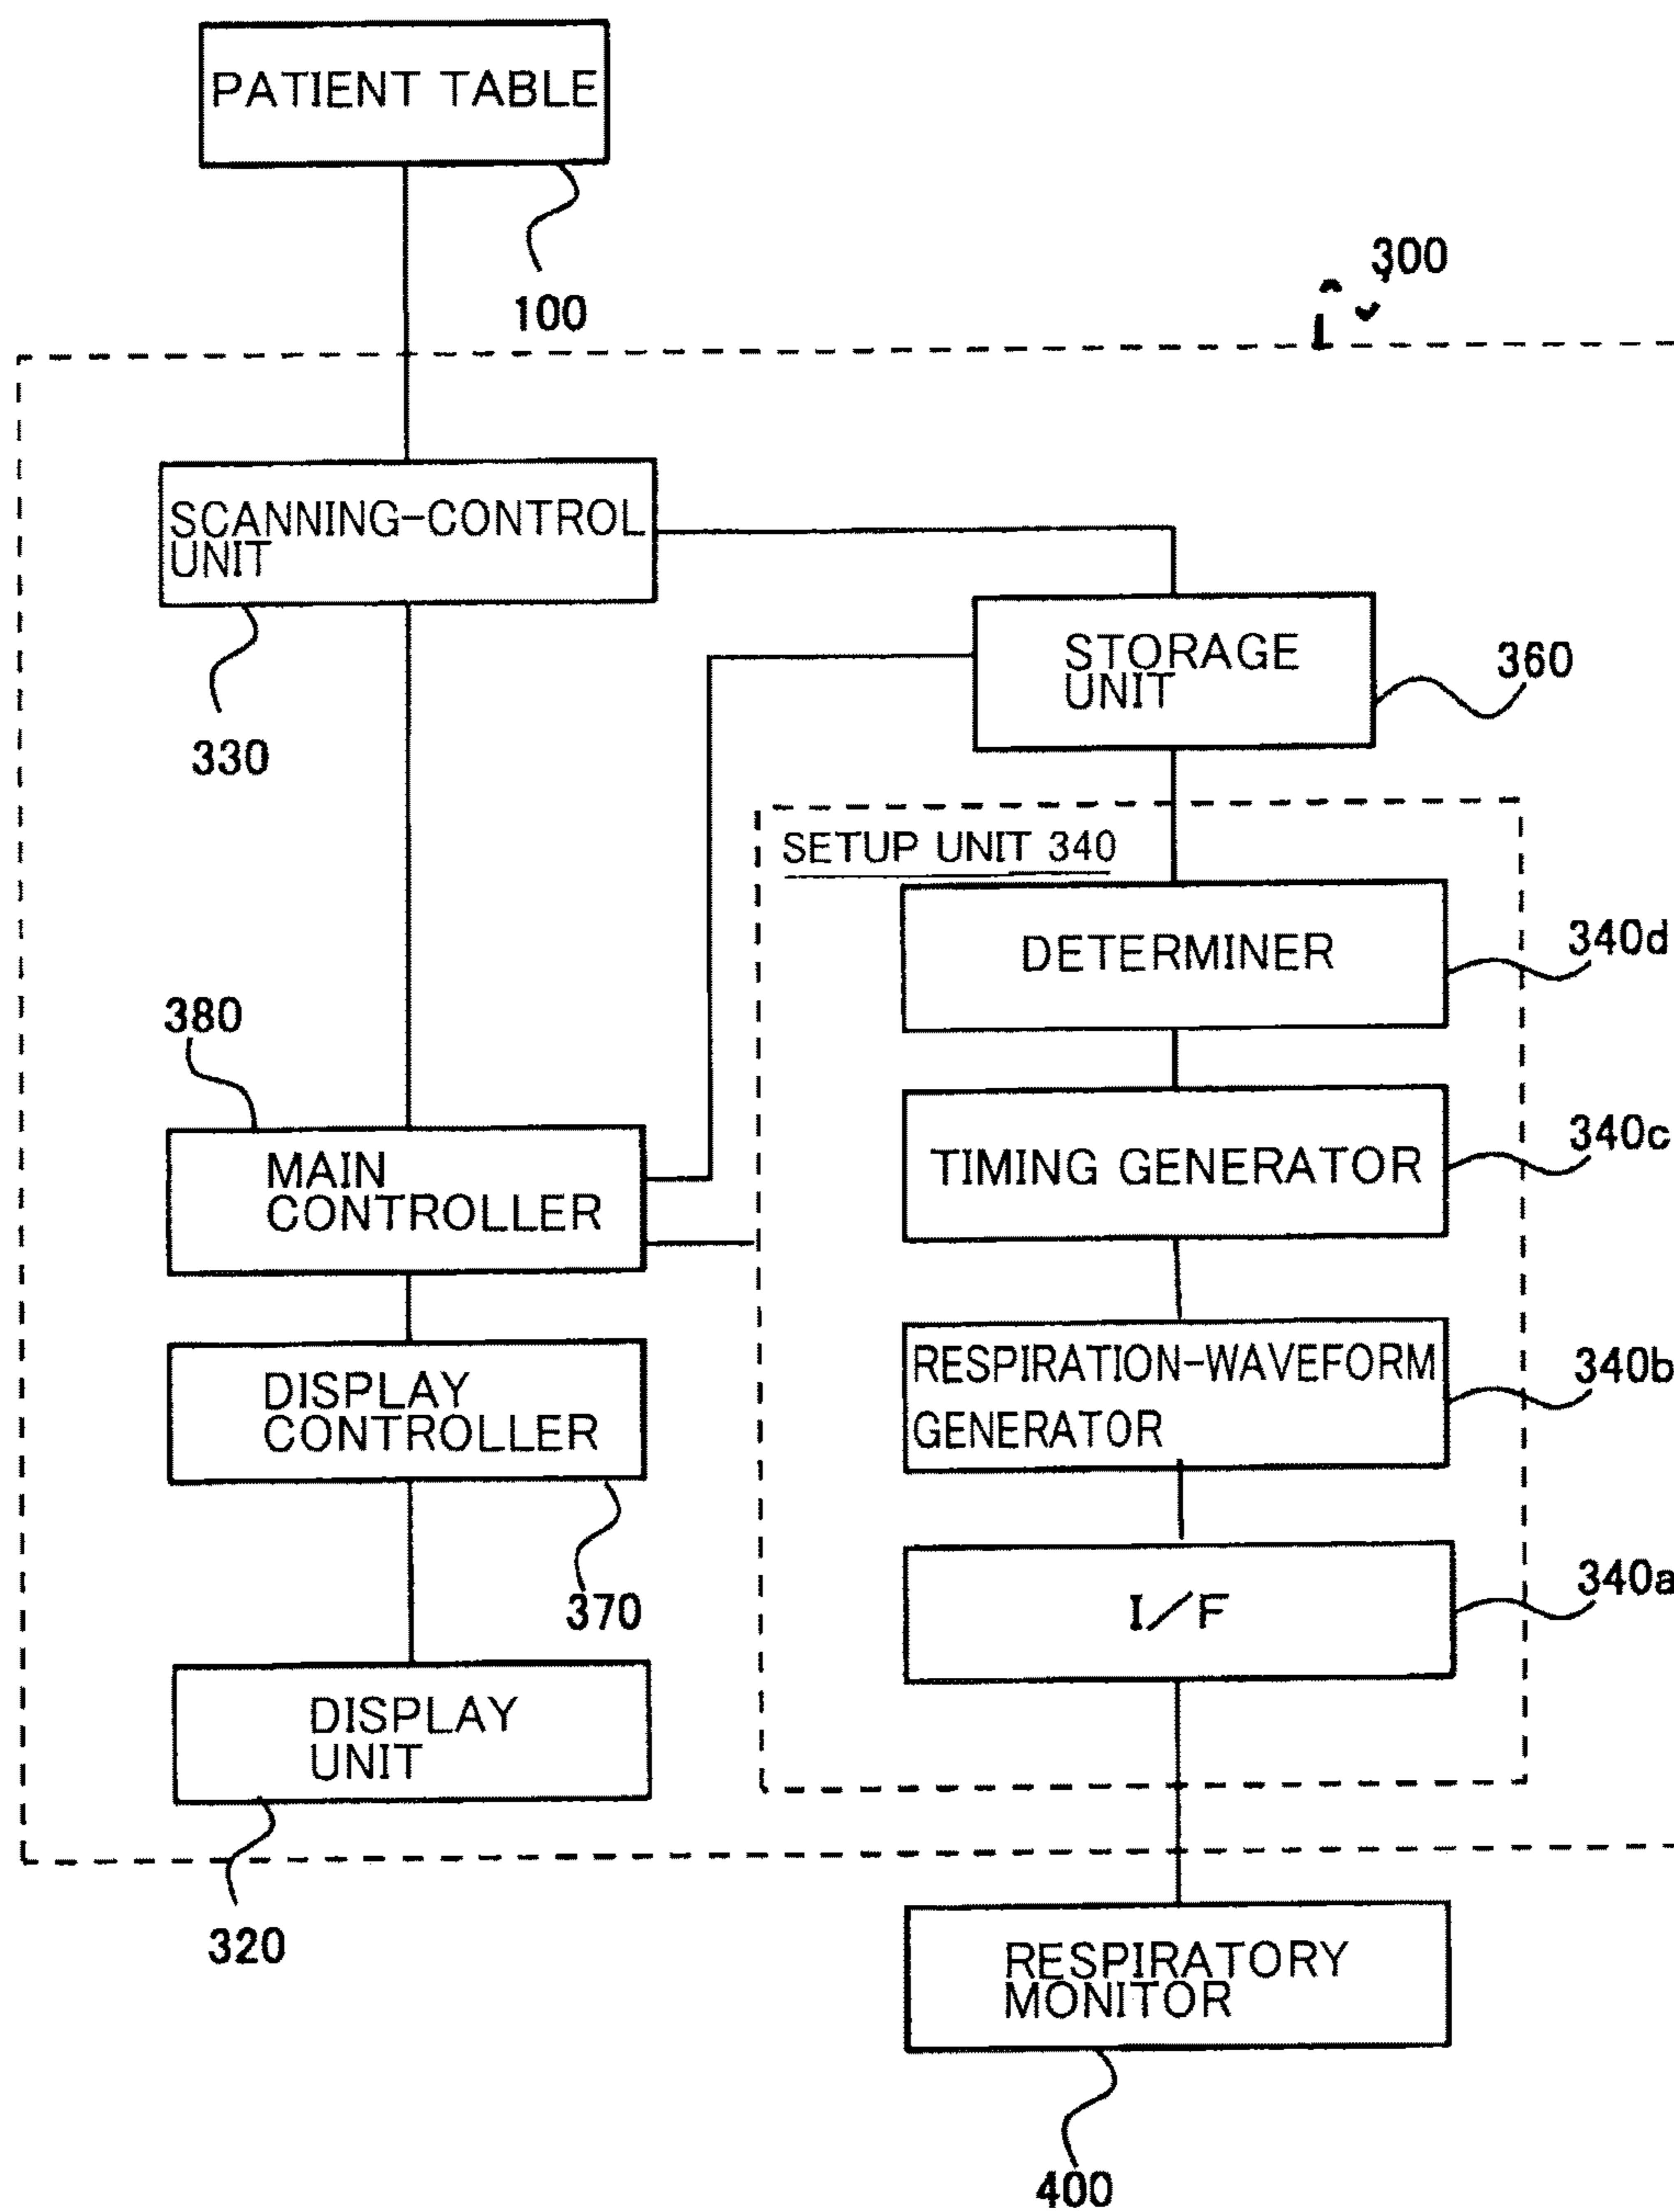 PATIENT TABLE
100
300
SCANNING-CONTROL
UNIT
330
STORAGE
UNIT
360
SETUP UNIT 340
DETERMINER
340d
380
MAIN
CONTROLLER
TIMING GENERATOR
340c
DISPLAY
CONTROLLER
370
RESPIRATION-WAVEFORM
GENERATOR
340b
I/F
340a
DISPLAY
UNIT
320
RESPIRATORY
MONITOR
400